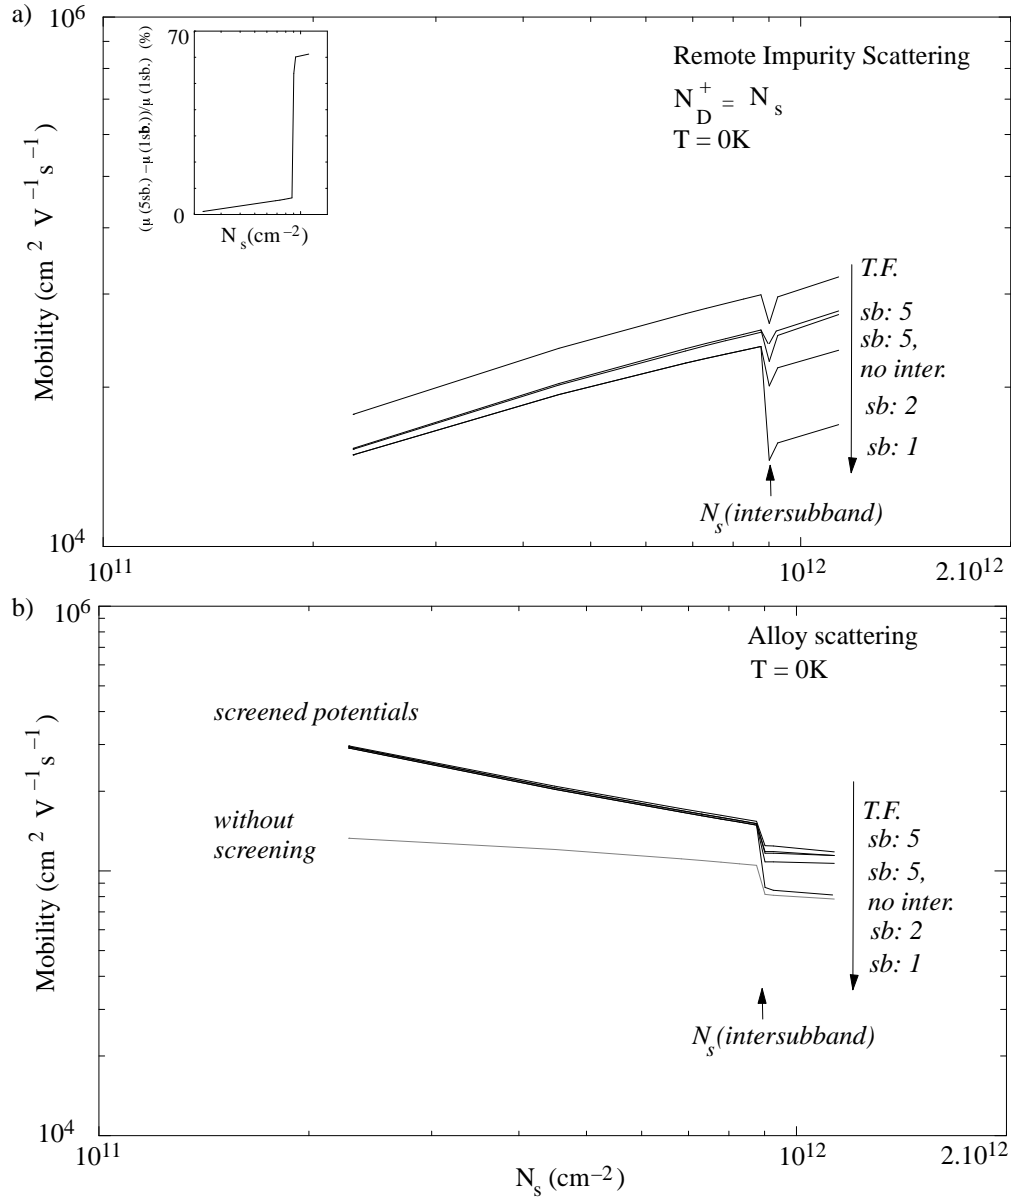 a)
10^6
70
(μ (5sb.) −μ (1sb.))/μ (1sb.) (%)
0
N_s(cm^−2)
Remote Impurity Scattering
N_D^+ = N_s
T = 0K
Mobility (cm^2 V^−1 s^−1)
T.F.
sb: 5
sb: 5,
no inter.
sb: 2
sb: 1
N_s(intersubband)
10^4
10^11
10^12
2.10^12
b)
10^6
Alloy scattering
T = 0K
screened potentials
without
screening
Mobility (cm^2 V^−1 s^−1)
T.F.
sb: 5
sb: 5,
no inter.
sb: 2
sb: 1
N_s(intersubband)
10^4
10^11
10^12
2.10^12
N_s (cm^−2)